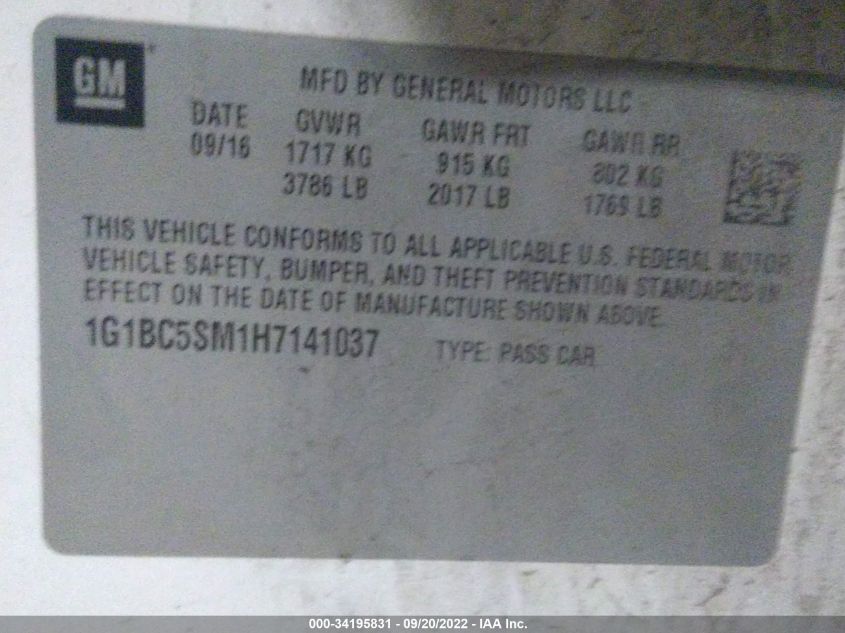 GM
MFD BY GENERAL MOTORS LLC
DATE GVWR GAWR FRT GAWR RR
09/16 1717 KG 915 KG 802 KG
3786 LB 2017 LB 1769 LB
THIS VEHICLE CONFORMS TO ALL APPLICABLE U.S. FEDERAL MOTOR
VEHICLE SAFETY, BUMPER, AND THEFT PREVENTION STANDARDS IN
EFFECT ON THE DATE OF MANUFACTURE SHOWN ABOVE.
1G1BC5SM1H7141037 TYPE: PASS CAR
000-34195831 - 09/20/2022 - IAA Inc.